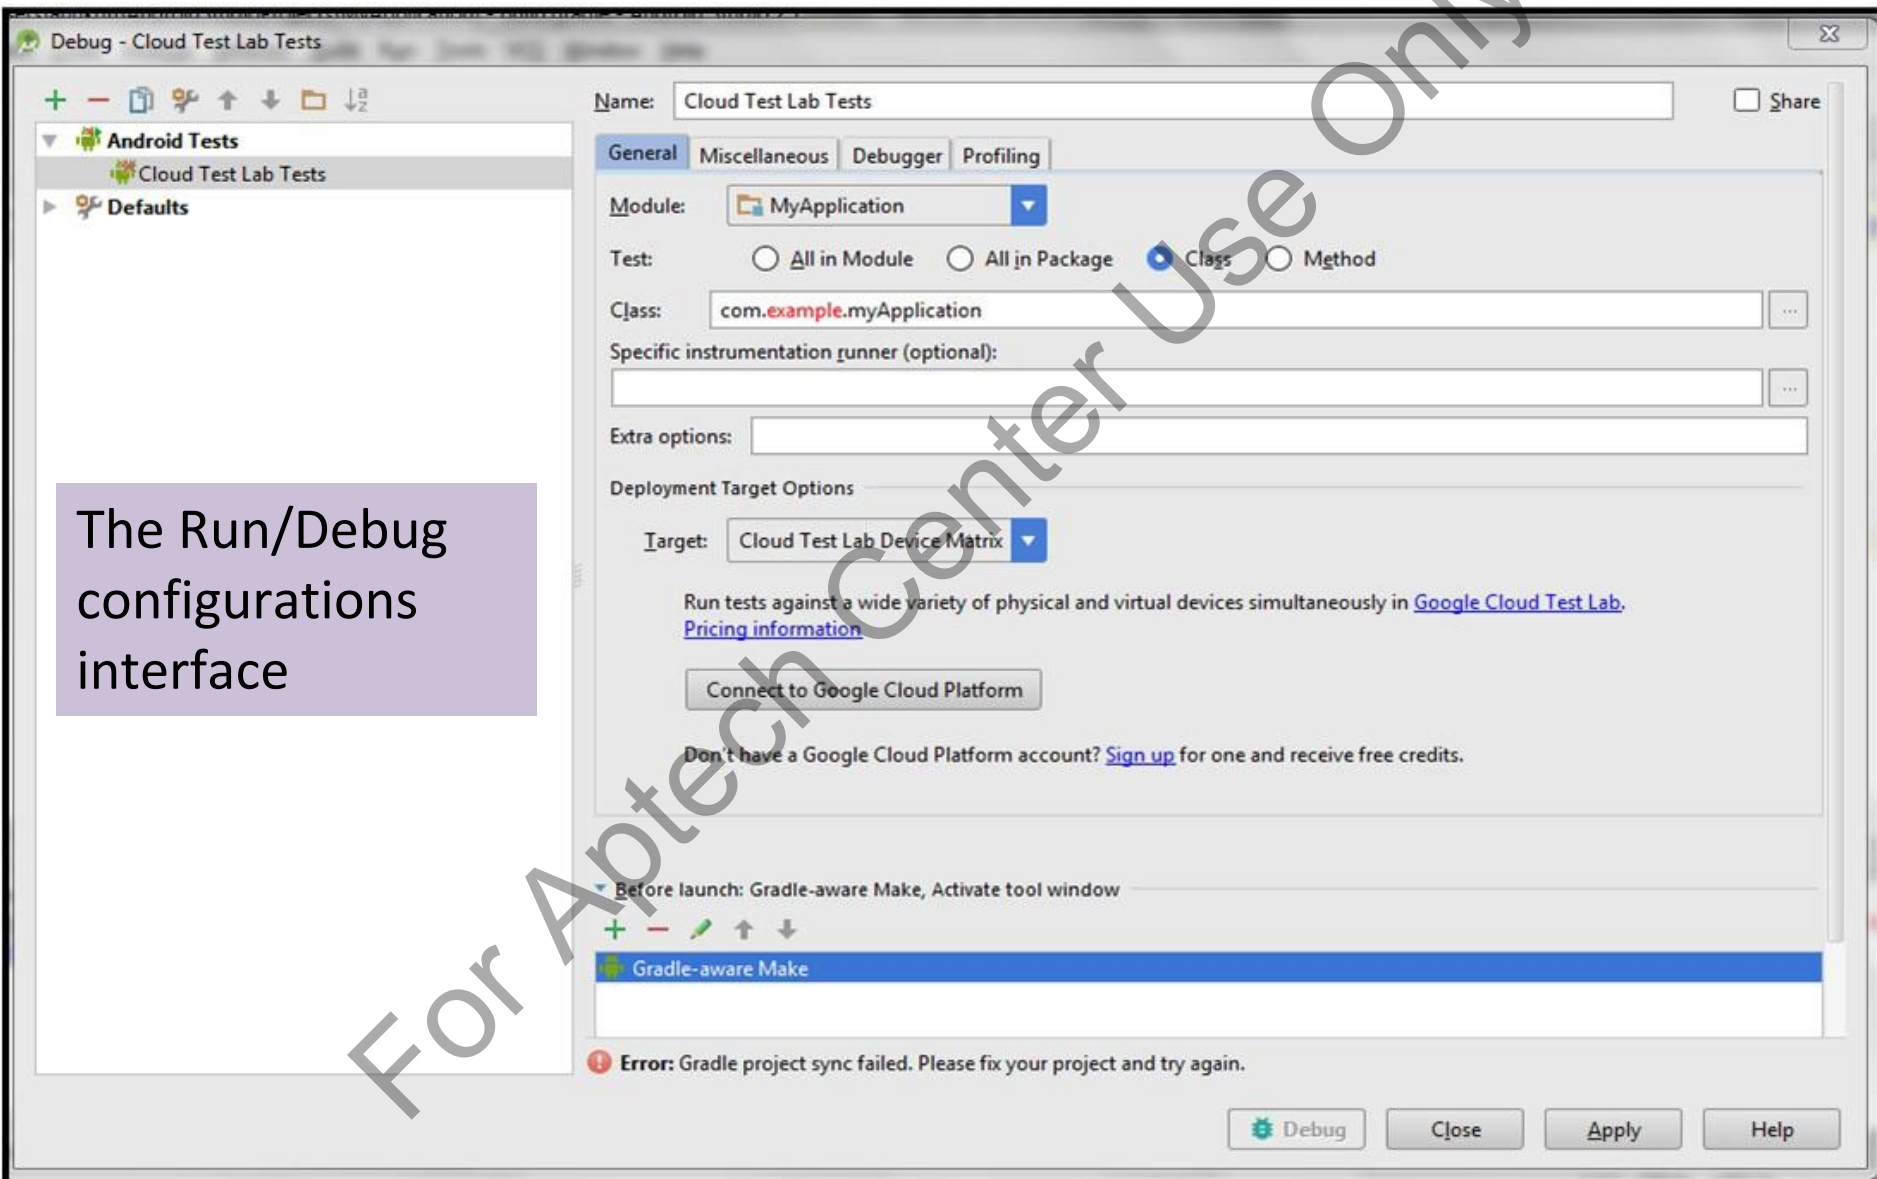 Debug - Cloud Test Lab Tests
Android Tests
Cloud Test Lab Tests
Defaults
The Run/Debug
configurations
interface
Name: Cloud Test Lab Tests
Share
General Miscellaneous Debugger Profiling
Module: MyApplication
Test: All in Module All in Package Class Method
Class: com.example.myApplication
Specific instrumentation runner (optional):
Extra options:
Deployment Target Options
Target: Cloud Test Lab Device Matrix
Run tests against a wide variety of physical and virtual devices simultaneously in Google Cloud Test Lab.
Pricing information
Connect to Google Cloud Platform
Don't have a Google Cloud Platform account? Sign up for one and receive free credits.
Before launch: Gradle-aware Make, Activate tool window
Gradle-aware Make
Error: Gradle project sync failed. Please fix your project and try again.
Debug Close Apply Help
For Aptech Center Use Only